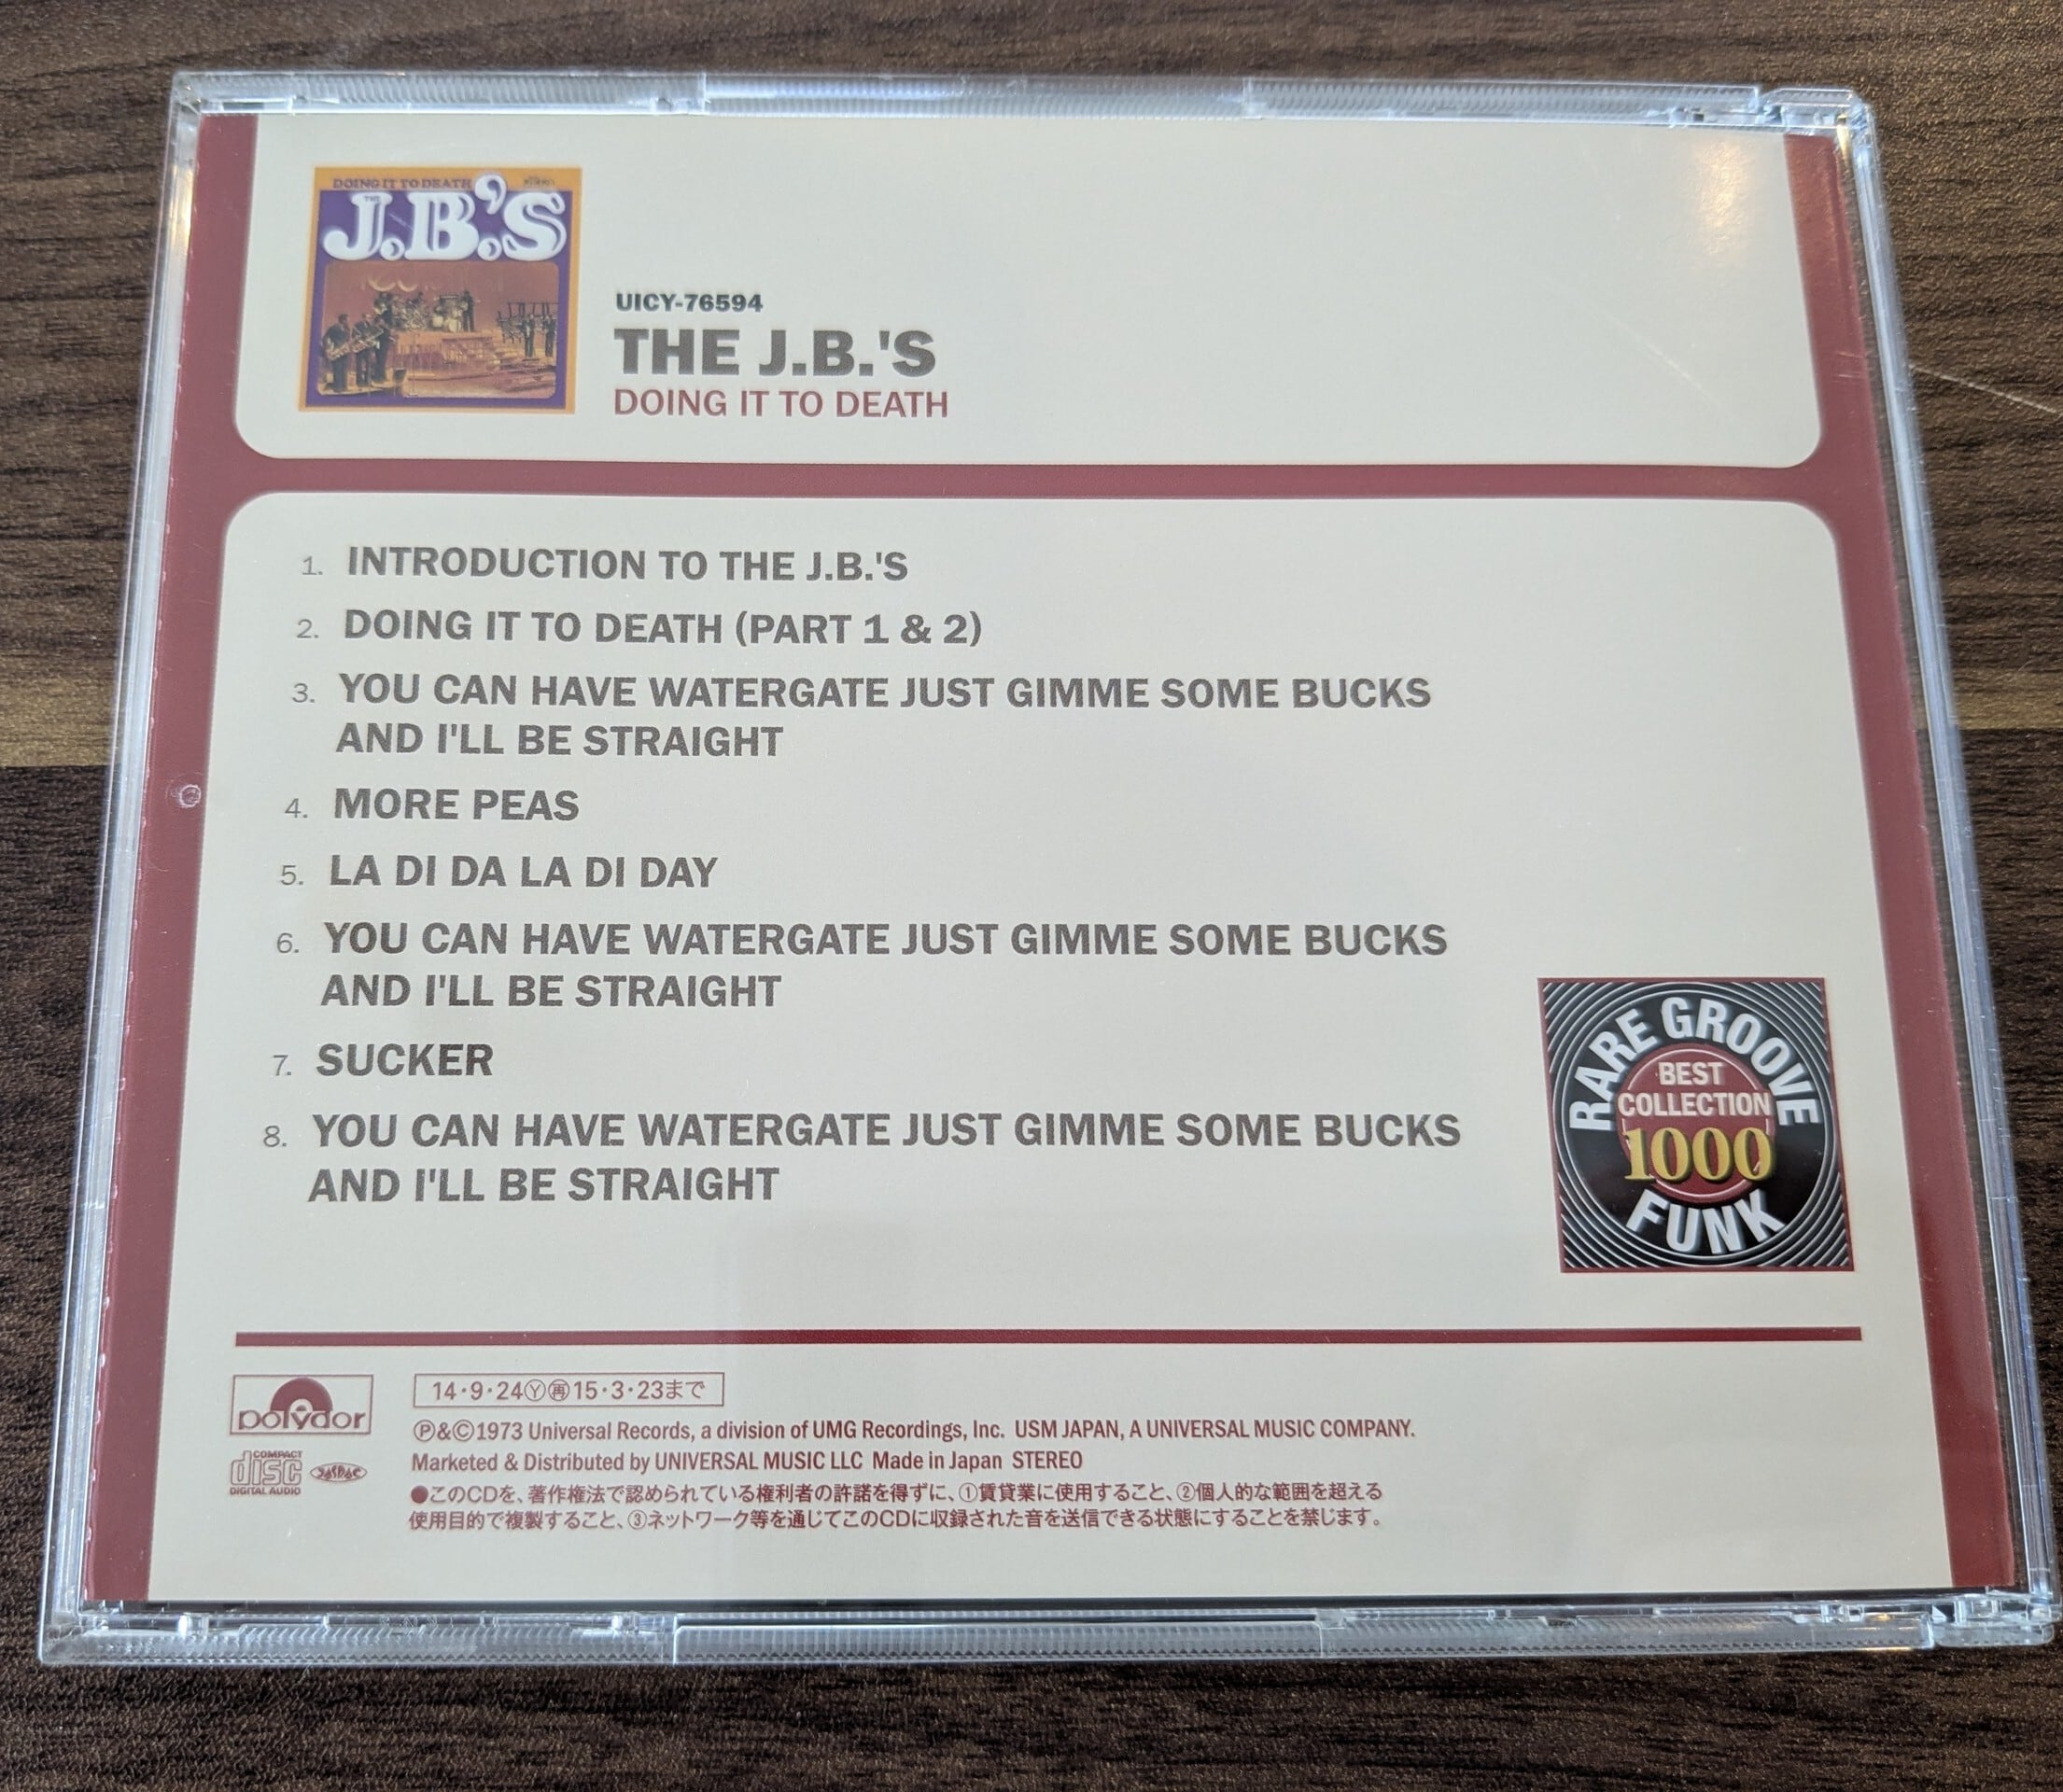 DOING IT TO DEATH
THE
J.B.'S
UICY-76594
THE J.B.'S
DOING IT TO DEATH
1. INTRODUCTION TO THE J.B.'S
2. DOING IT TO DEATH (PART 1 & 2)
3. YOU CAN HAVE WATERGATE JUST GIMME SOME BUCKS
AND I'LL BE STRAIGHT
4. MORE PEAS
5. LA DI DA LA DI DAY
6. YOU CAN HAVE WATERGATE JUST GIMME SOME BUCKS
AND I'LL BE STRAIGHT
7. SUCKER
8. YOU CAN HAVE WATERGATE JUST GIMME SOME BUCKS
AND I'LL BE STRAIGHT
RARE GROOVE
BEST
COLLECTION
1000
FUNK
polydor
14・9・24Ⓨ㊢15・3・23まで
Ⓟ&Ⓒ1973 Universal Records, a division of UMG Recordings, Inc. USM JAPAN, A UNIVERSAL MUSIC COMPANY.
Marketed & Distributed by UNIVERSAL MUSIC LLC Made in Japan STEREO
COMPACT
disc
DIGITAL AUDIO
●このCDを、著作権法で認められている権利者の許諾を得ずに、①賃貸業に使用すること、②個人的な範囲を超える
使用目的で複製すること、③ネットワーク等を通じてこのCDに収録された音を送信できる状態にすることを禁じます。